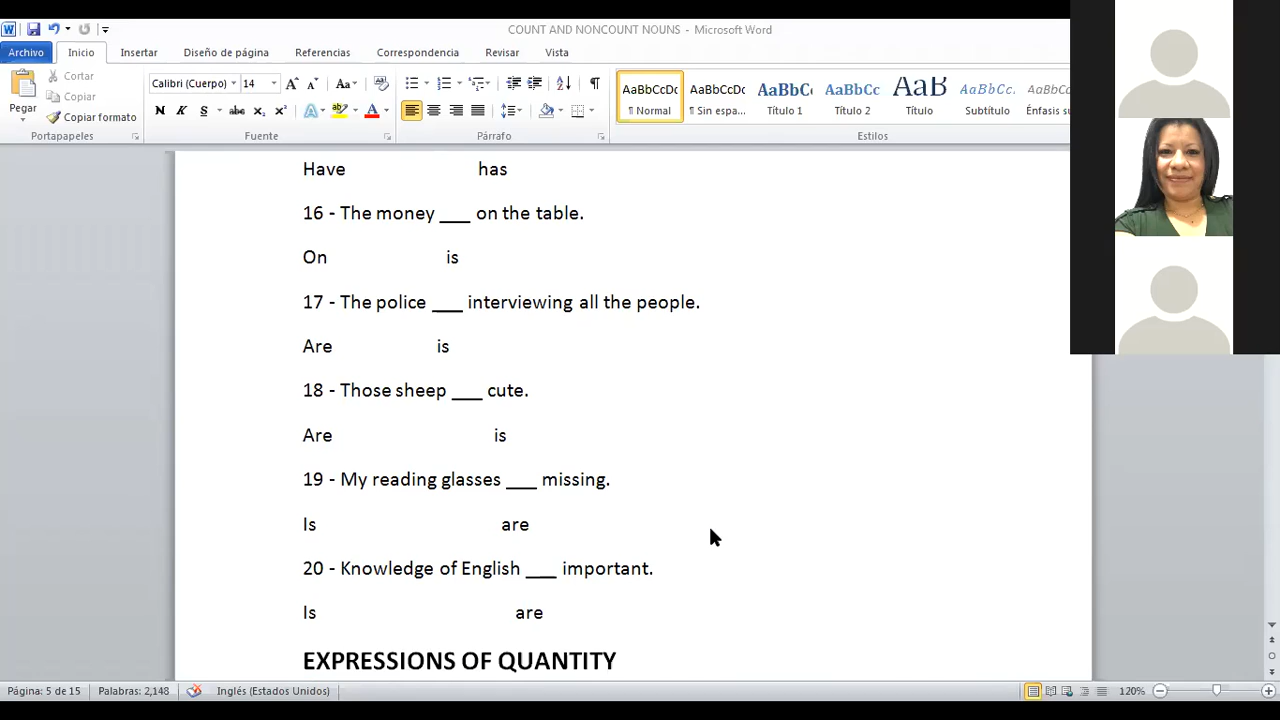 COUNT AND NONCOUNT NOUNS - Microsoft Word
Archivo Inicio Insertar Diseño de página Referencias Correspondencia Revisar Vista
Pegar
Cortar
Copiar
Copiar formato
Portapapeles
Calibri (Cuerpo) 14
N K S abc x₂ x²
Fuente
Párrafo
AaBbCcDc AaBbCcDc AaBbC AaBbCc AaB AaBbCc. AaBbCc
¶ Normal ¶ Sin espa... Título 1 Título 2 Título Subtítulo Énfasis su
Estilos
Have has
16 - The money ___ on the table.
On is
17 - The police ___ interviewing all the people.
Are is
18 - Those sheep ___ cute.
Are is
19 - My reading glasses ___ missing.
Is are
20 - Knowledge of English ___ important.
Is are
EXPRESSIONS OF QUANTITY
Página: 5 de 15 Palabras: 2,148 Inglés (Estados Unidos) 120%